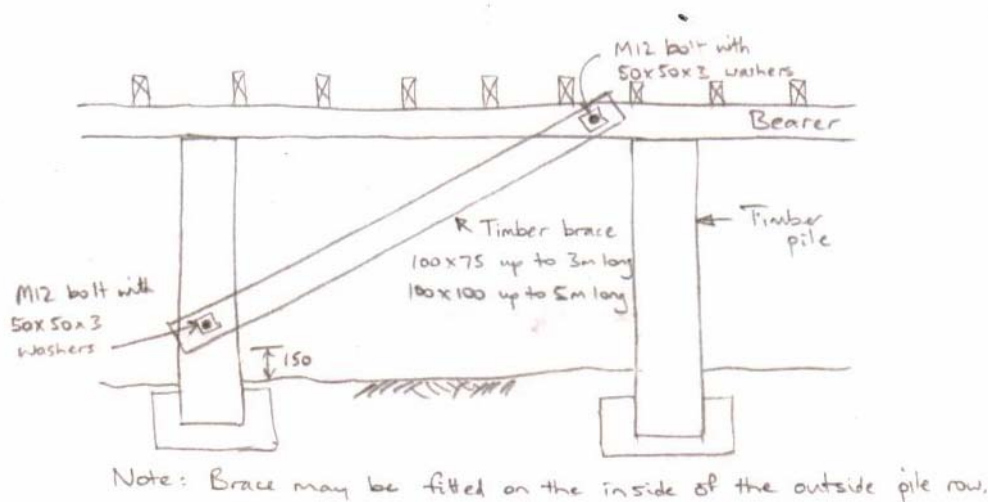 M12 bolt with
50x50x3 washers
Bearer
Timber brace
100x75 up to 3m long
100x100 up to 5m long
Timber
pile
M12 bolt with
50x50x3
washers
150
Note: Brace may be fitted on the inside of the outside pile row.